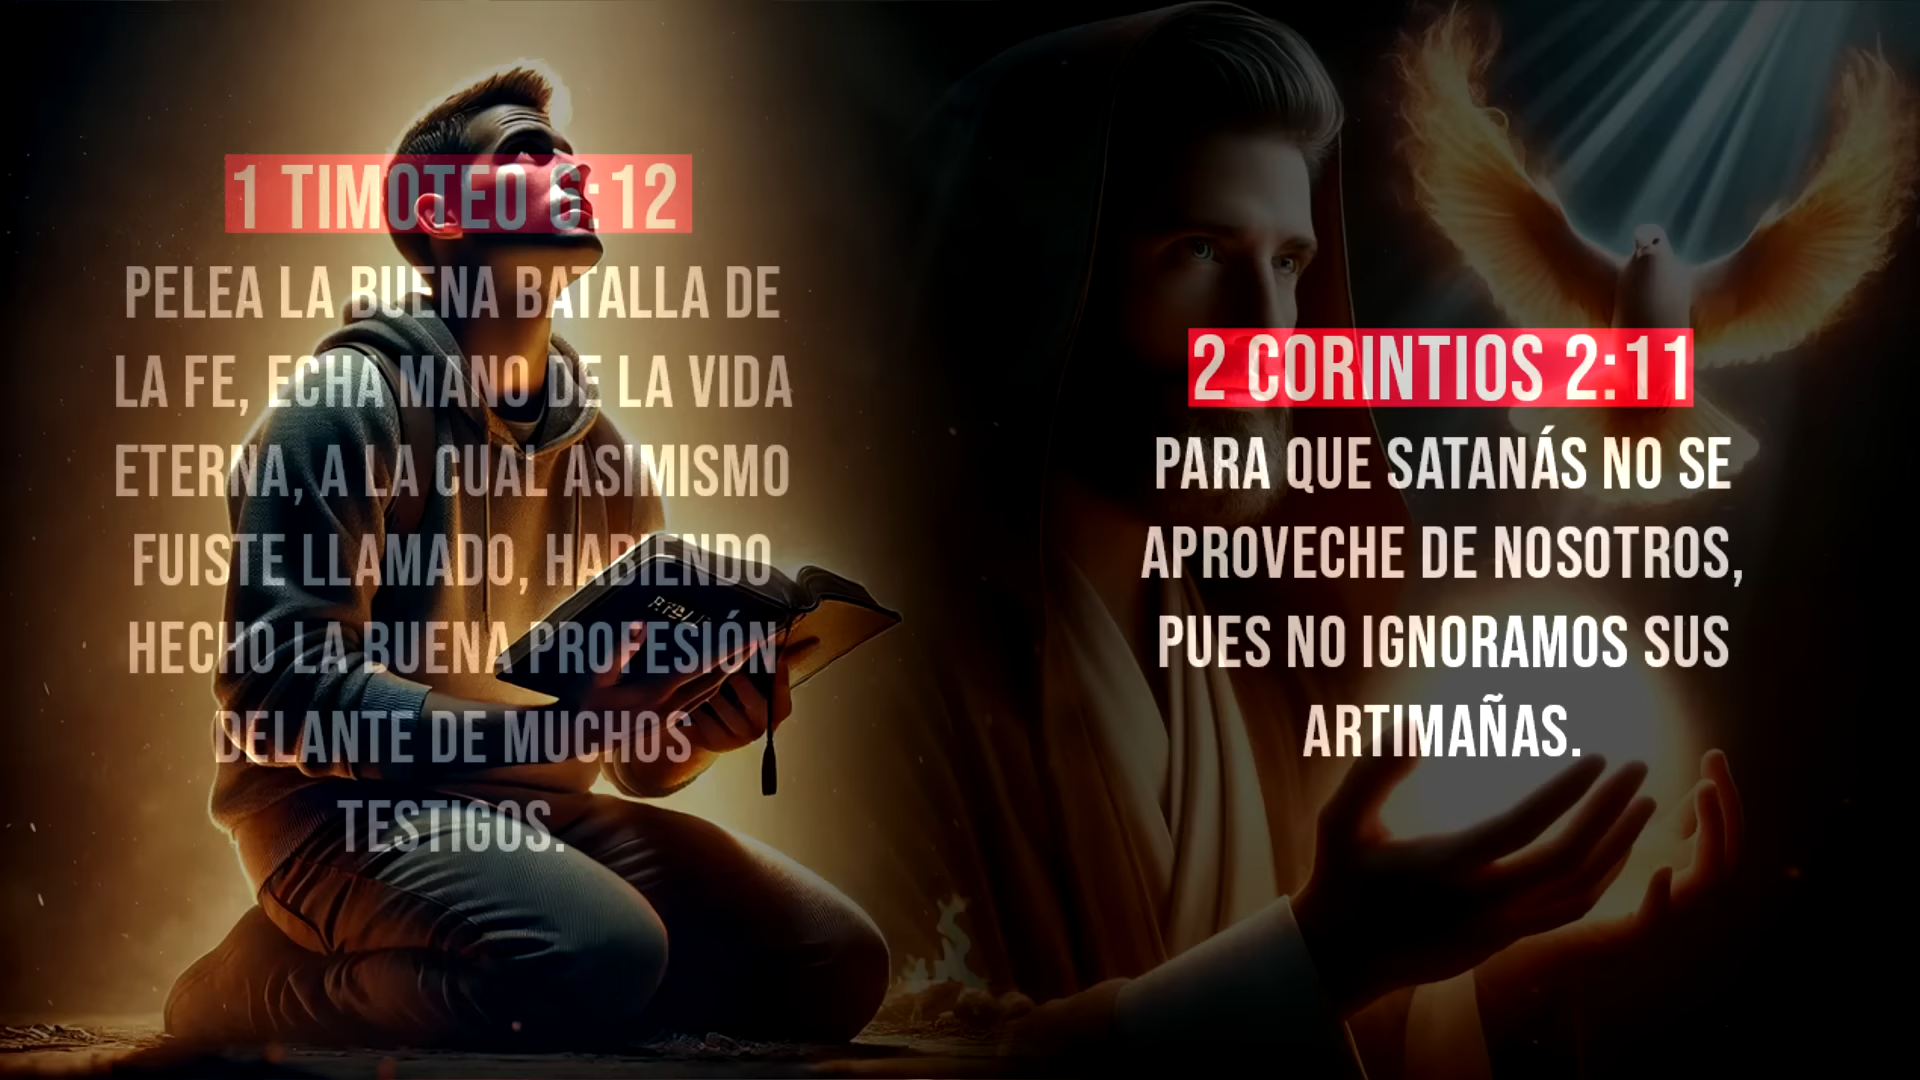 1 TIMOTEO 6:12
PELEA LA BUENA BATALLA DE
LA FE, ECHA MANO DE LA VIDA
ETERNA, A LA CUAL ASIMISMO
FUISTE LLAMADO, HABIENDO
HECHO LA BUENA PROFESIÓN
DELANTE DE MUCHOS
TESTIGOS.
2 CORINTIOS 2:11
PARA QUE SATANÁS NO SE
APROVECHE DE NOSOTROS,
PUES NO IGNORAMOS SUS
ARTIMAÑAS.